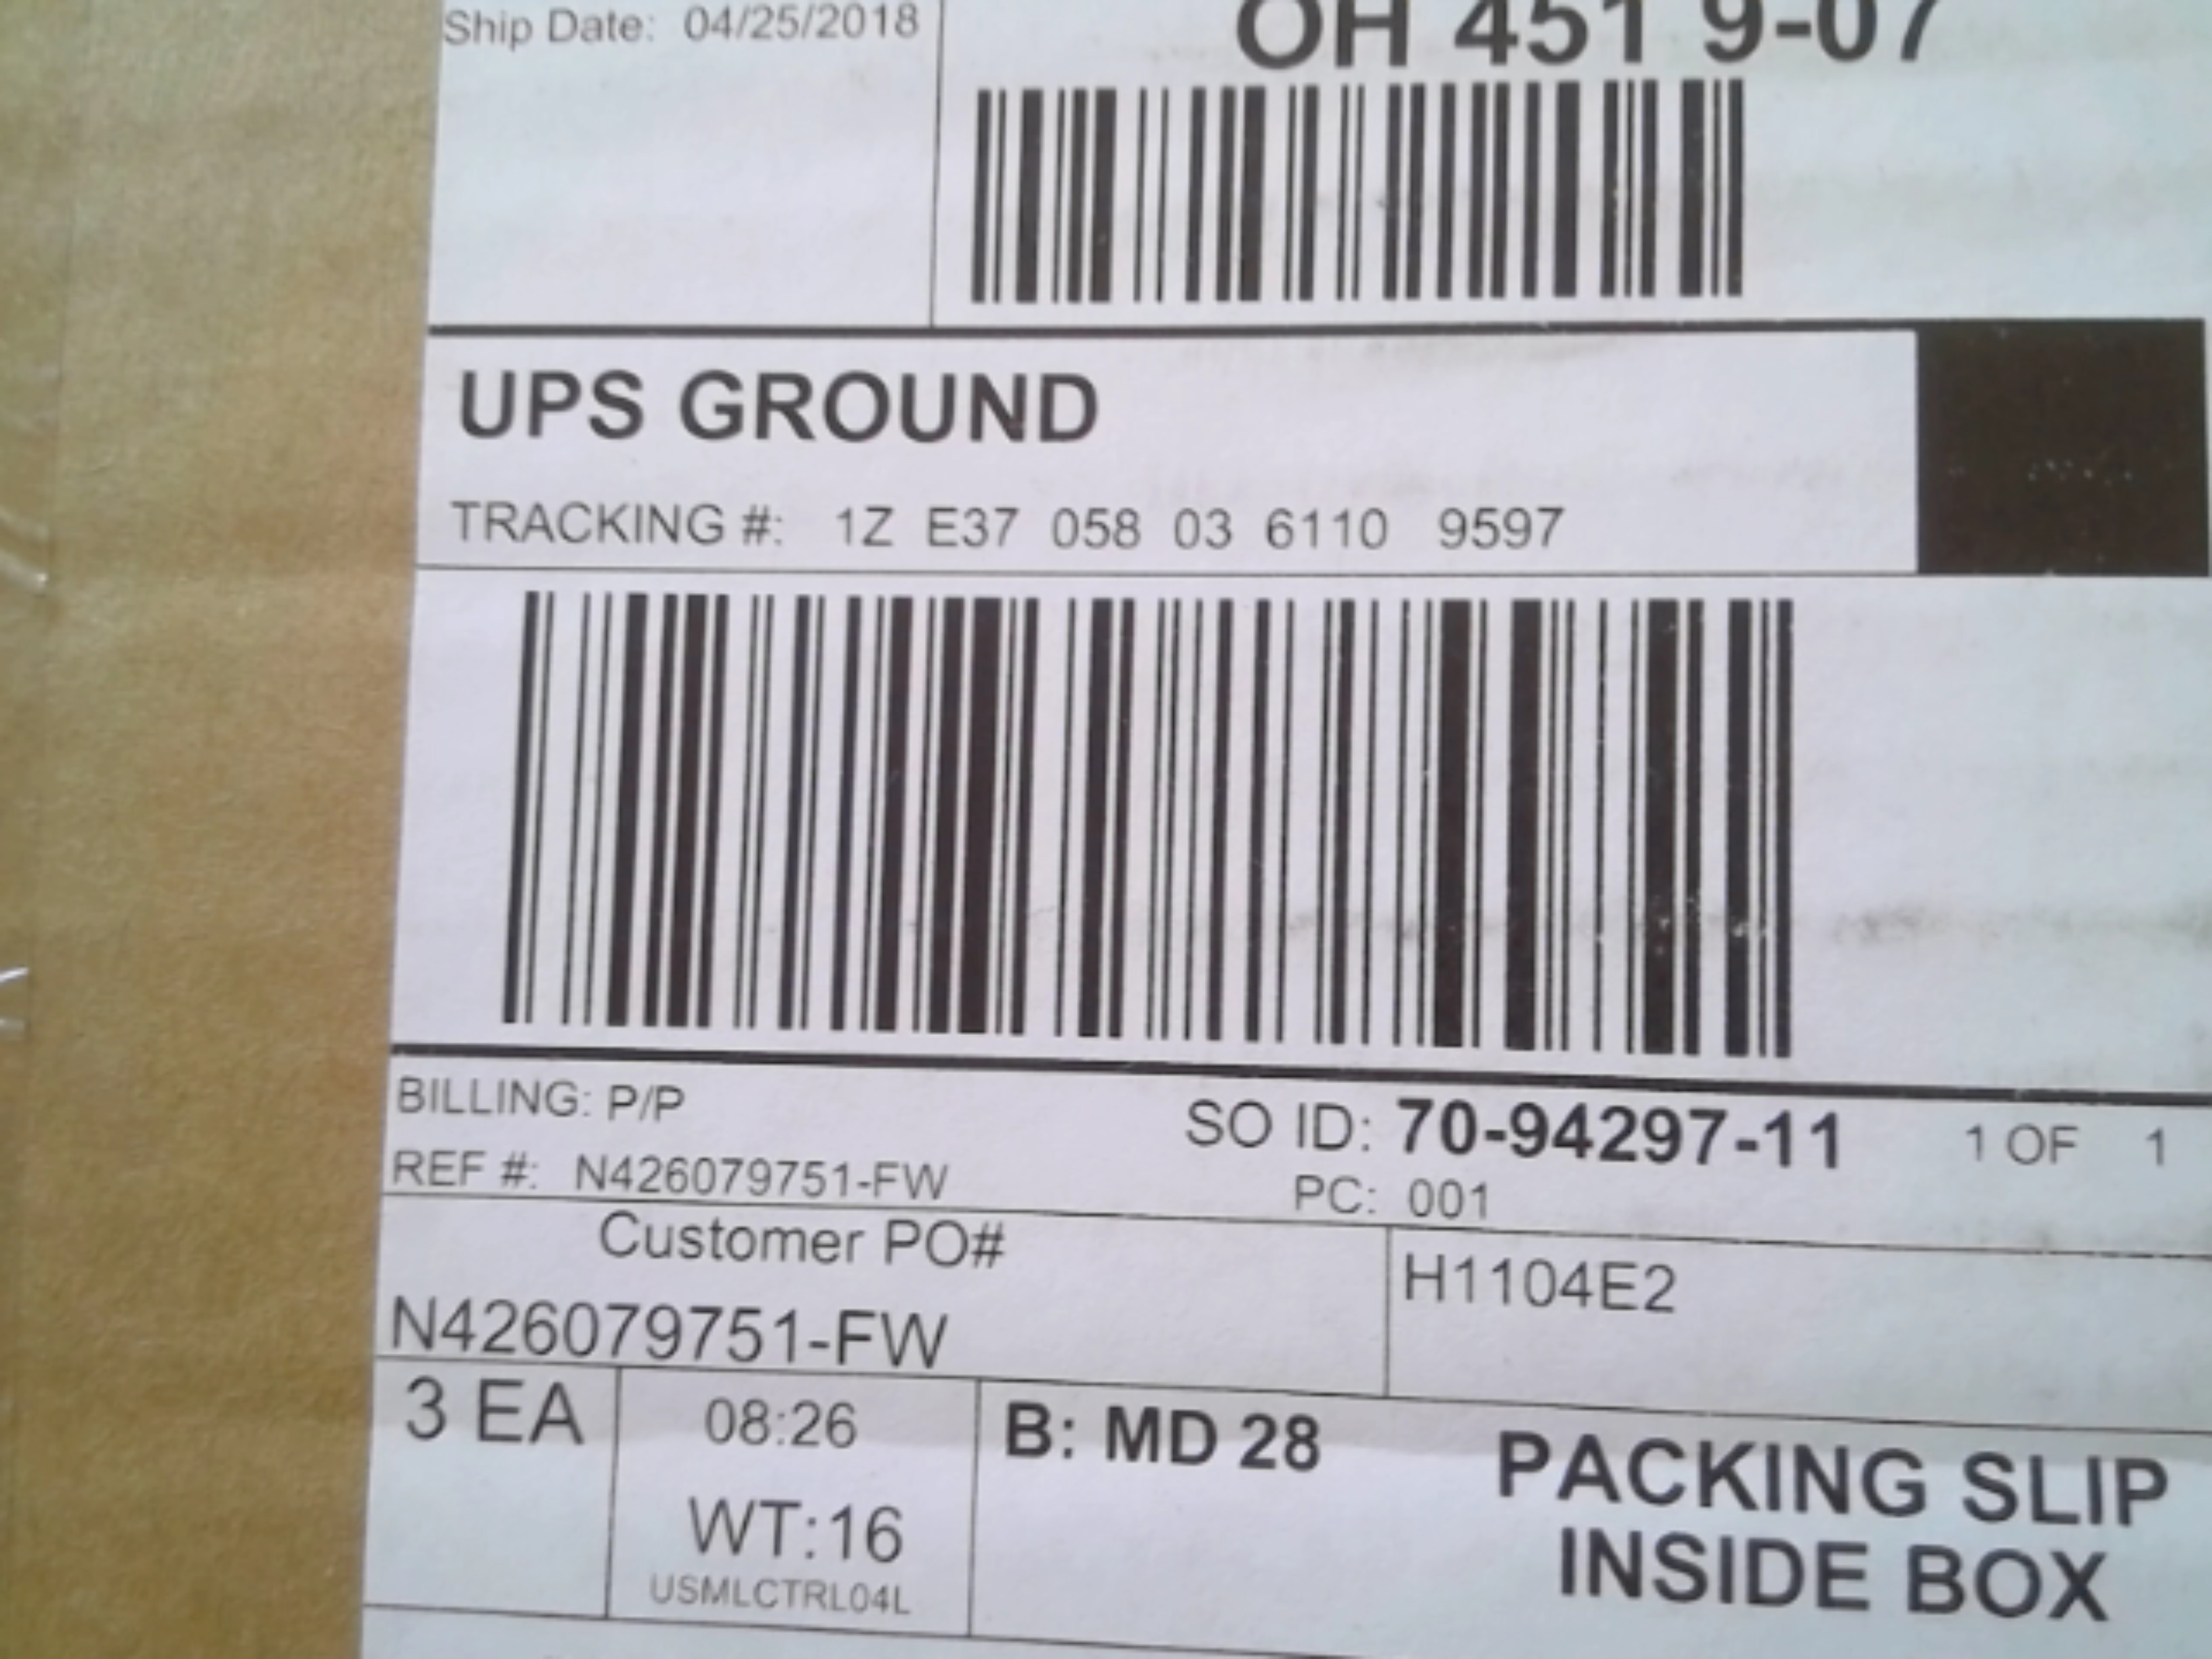 Ship Date: 04/25/2018
OH 451 9-07
UPS GROUND
TRACKING #: 1Z E37 058 03 6110 9597
BILLING: P/P
SO ID: 70-94297-11 1 OF 1
REF #: N426079751-FW
PC: 001
Customer PO#
H1104E2
N426079751-FW
3 EA
08:26
B: MD 28
WT:16
USMLCTRL04L
PACKING SLIP
INSIDE BOX